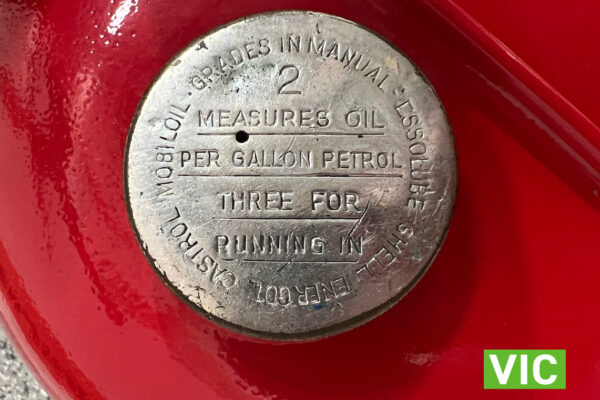 GRADES IN MANUAL · ESSOLUBE SHELL ENERGOL CASTROL MOBILOIL ·
2
MEASURES OIL
PER GALLON PETROL
THREE FOR
RUNNING IN
VIC